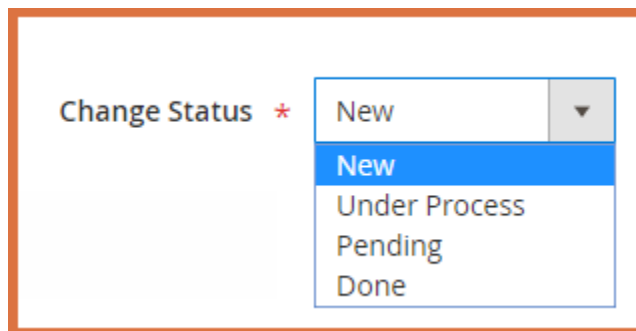 Change Status * New
New
Under Process
Pending
Done